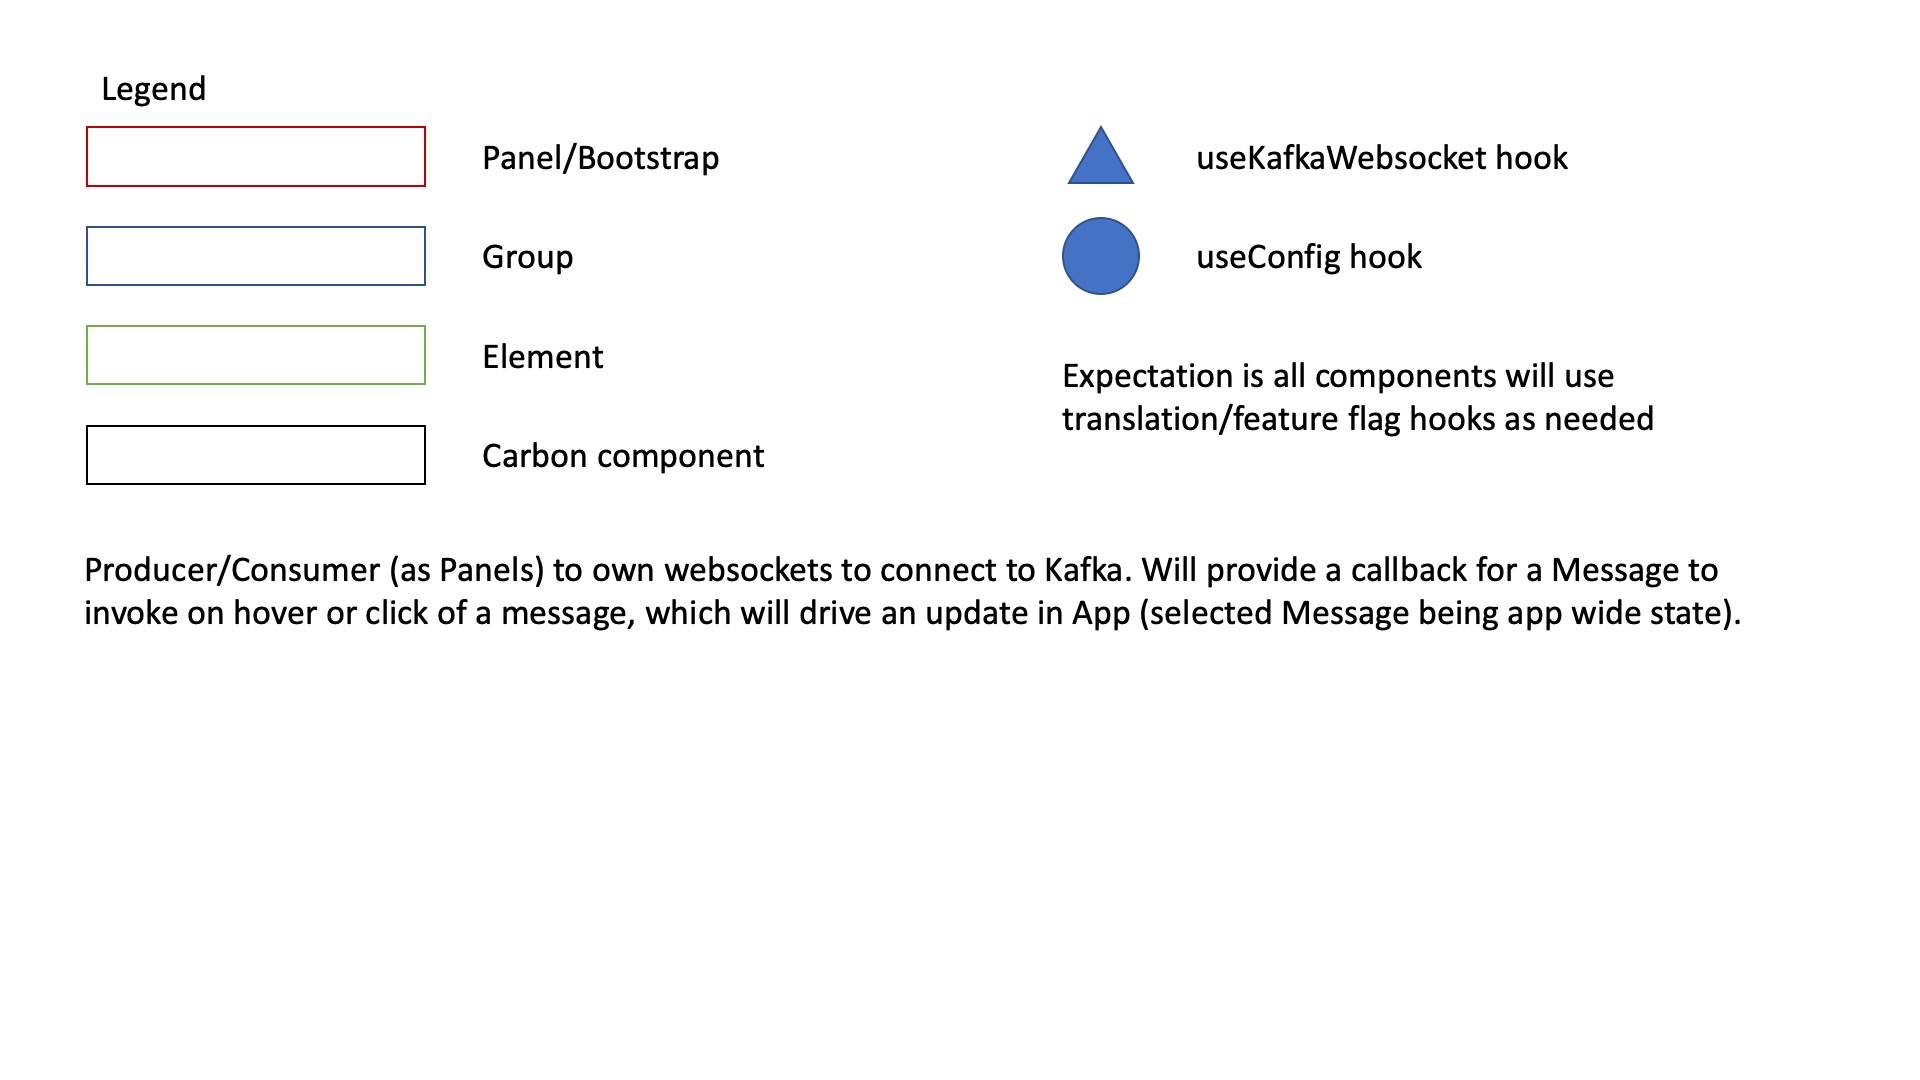 Legend
Panel/Bootstrap
Group
Element
Carbon component
useKafkaWebsocket hook
useConfig hook
Expectation is all components will use
translation/feature flag hooks as needed
Producer/Consumer (as Panels) to own websockets to connect to Kafka. Will provide a callback for a Message to
invoke on hover or click of a message, which will drive an update in App (selected Message being app wide state).